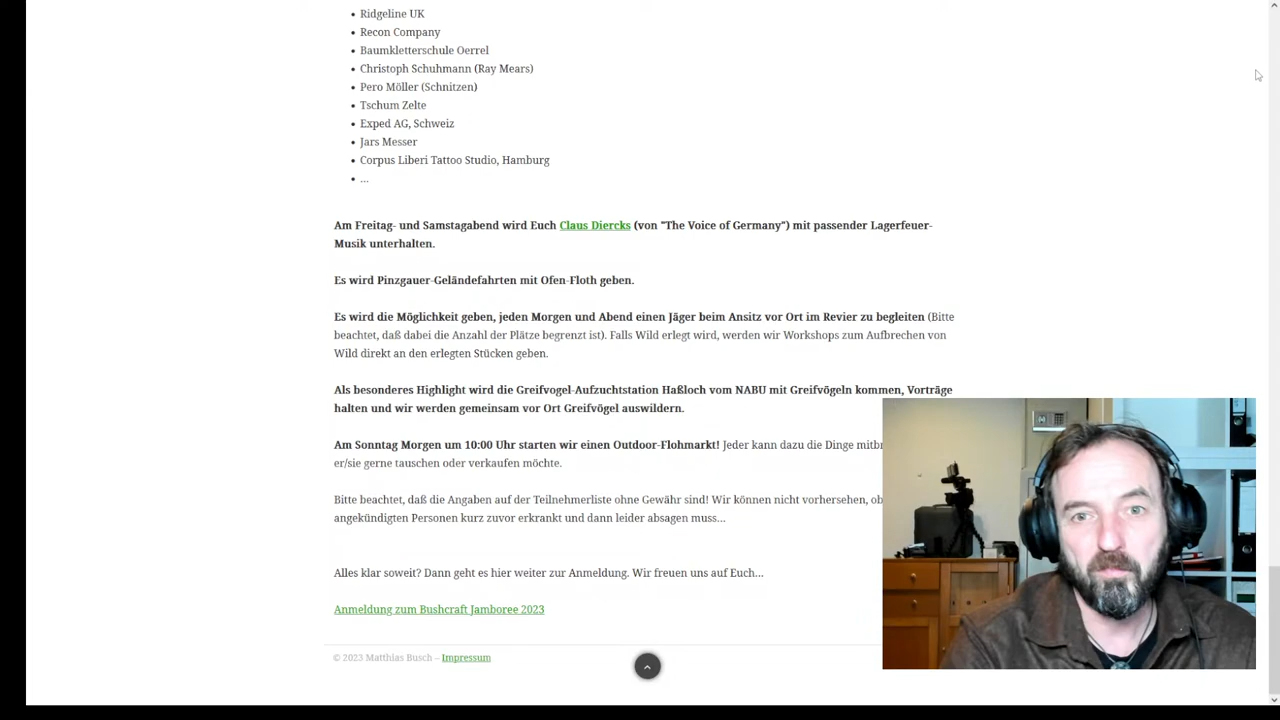 Ridgeline UK
Recon Company
Baumkletterschule Oerrel
Christoph Schuhmann (Ray Mears)
Pero Möller (Schnitzen)
Tschum Zelte
Exped AG, Schweiz
Jars Messer
Corpus Liberi Tattoo Studio, Hamburg
...
Am Freitag- und Samstagabend wird Euch Claus Diercks (von "The Voice of Germany") mit passender Lagerfeuer-
Musik unterhalten.
Es wird Pinzgauer-Geländefahrten mit Ofen-Floth geben.
Es wird die Möglichkeit geben, jeden Morgen und Abend einen Jäger beim Ansitz vor Ort im Revier zu begleiten (Bitte
beachtet, daß dabei die Anzahl der Plätze begrenzt ist). Falls Wild erlegt wird, werden wir Workshops zum Aufbrechen von
Wild direkt an den erlegten Stücken geben.
Als besonderes Highlight wird die Greifvogel-Aufzuchtstation Haßloch vom NABU mit Greifvögeln kommen, Vorträge
halten und wir werden gemeinsam vor Ort Greifvögel auswildern.
Am Sonntag Morgen um 10:00 Uhr starten wir einen Outdoor-Flohmarkt! Jeder kann dazu die Dinge
er/sie gerne tauschen oder verkaufen möchte.
Bitte beachtet, daß die Angaben auf der Teilnehmerliste ohne Gewähr sind! Wir können nicht vorhersehen, ob
angekündigten Personen kurz zuvor erkrankt und dann leider absagen muss...
Alles klar soweit? Dann geht es hier weiter zur Anmeldung. Wir freuen uns auf Euch...
Anmeldung zum Bushcraft Jamboree 2023
© 2023 Matthias Busch – Impressum